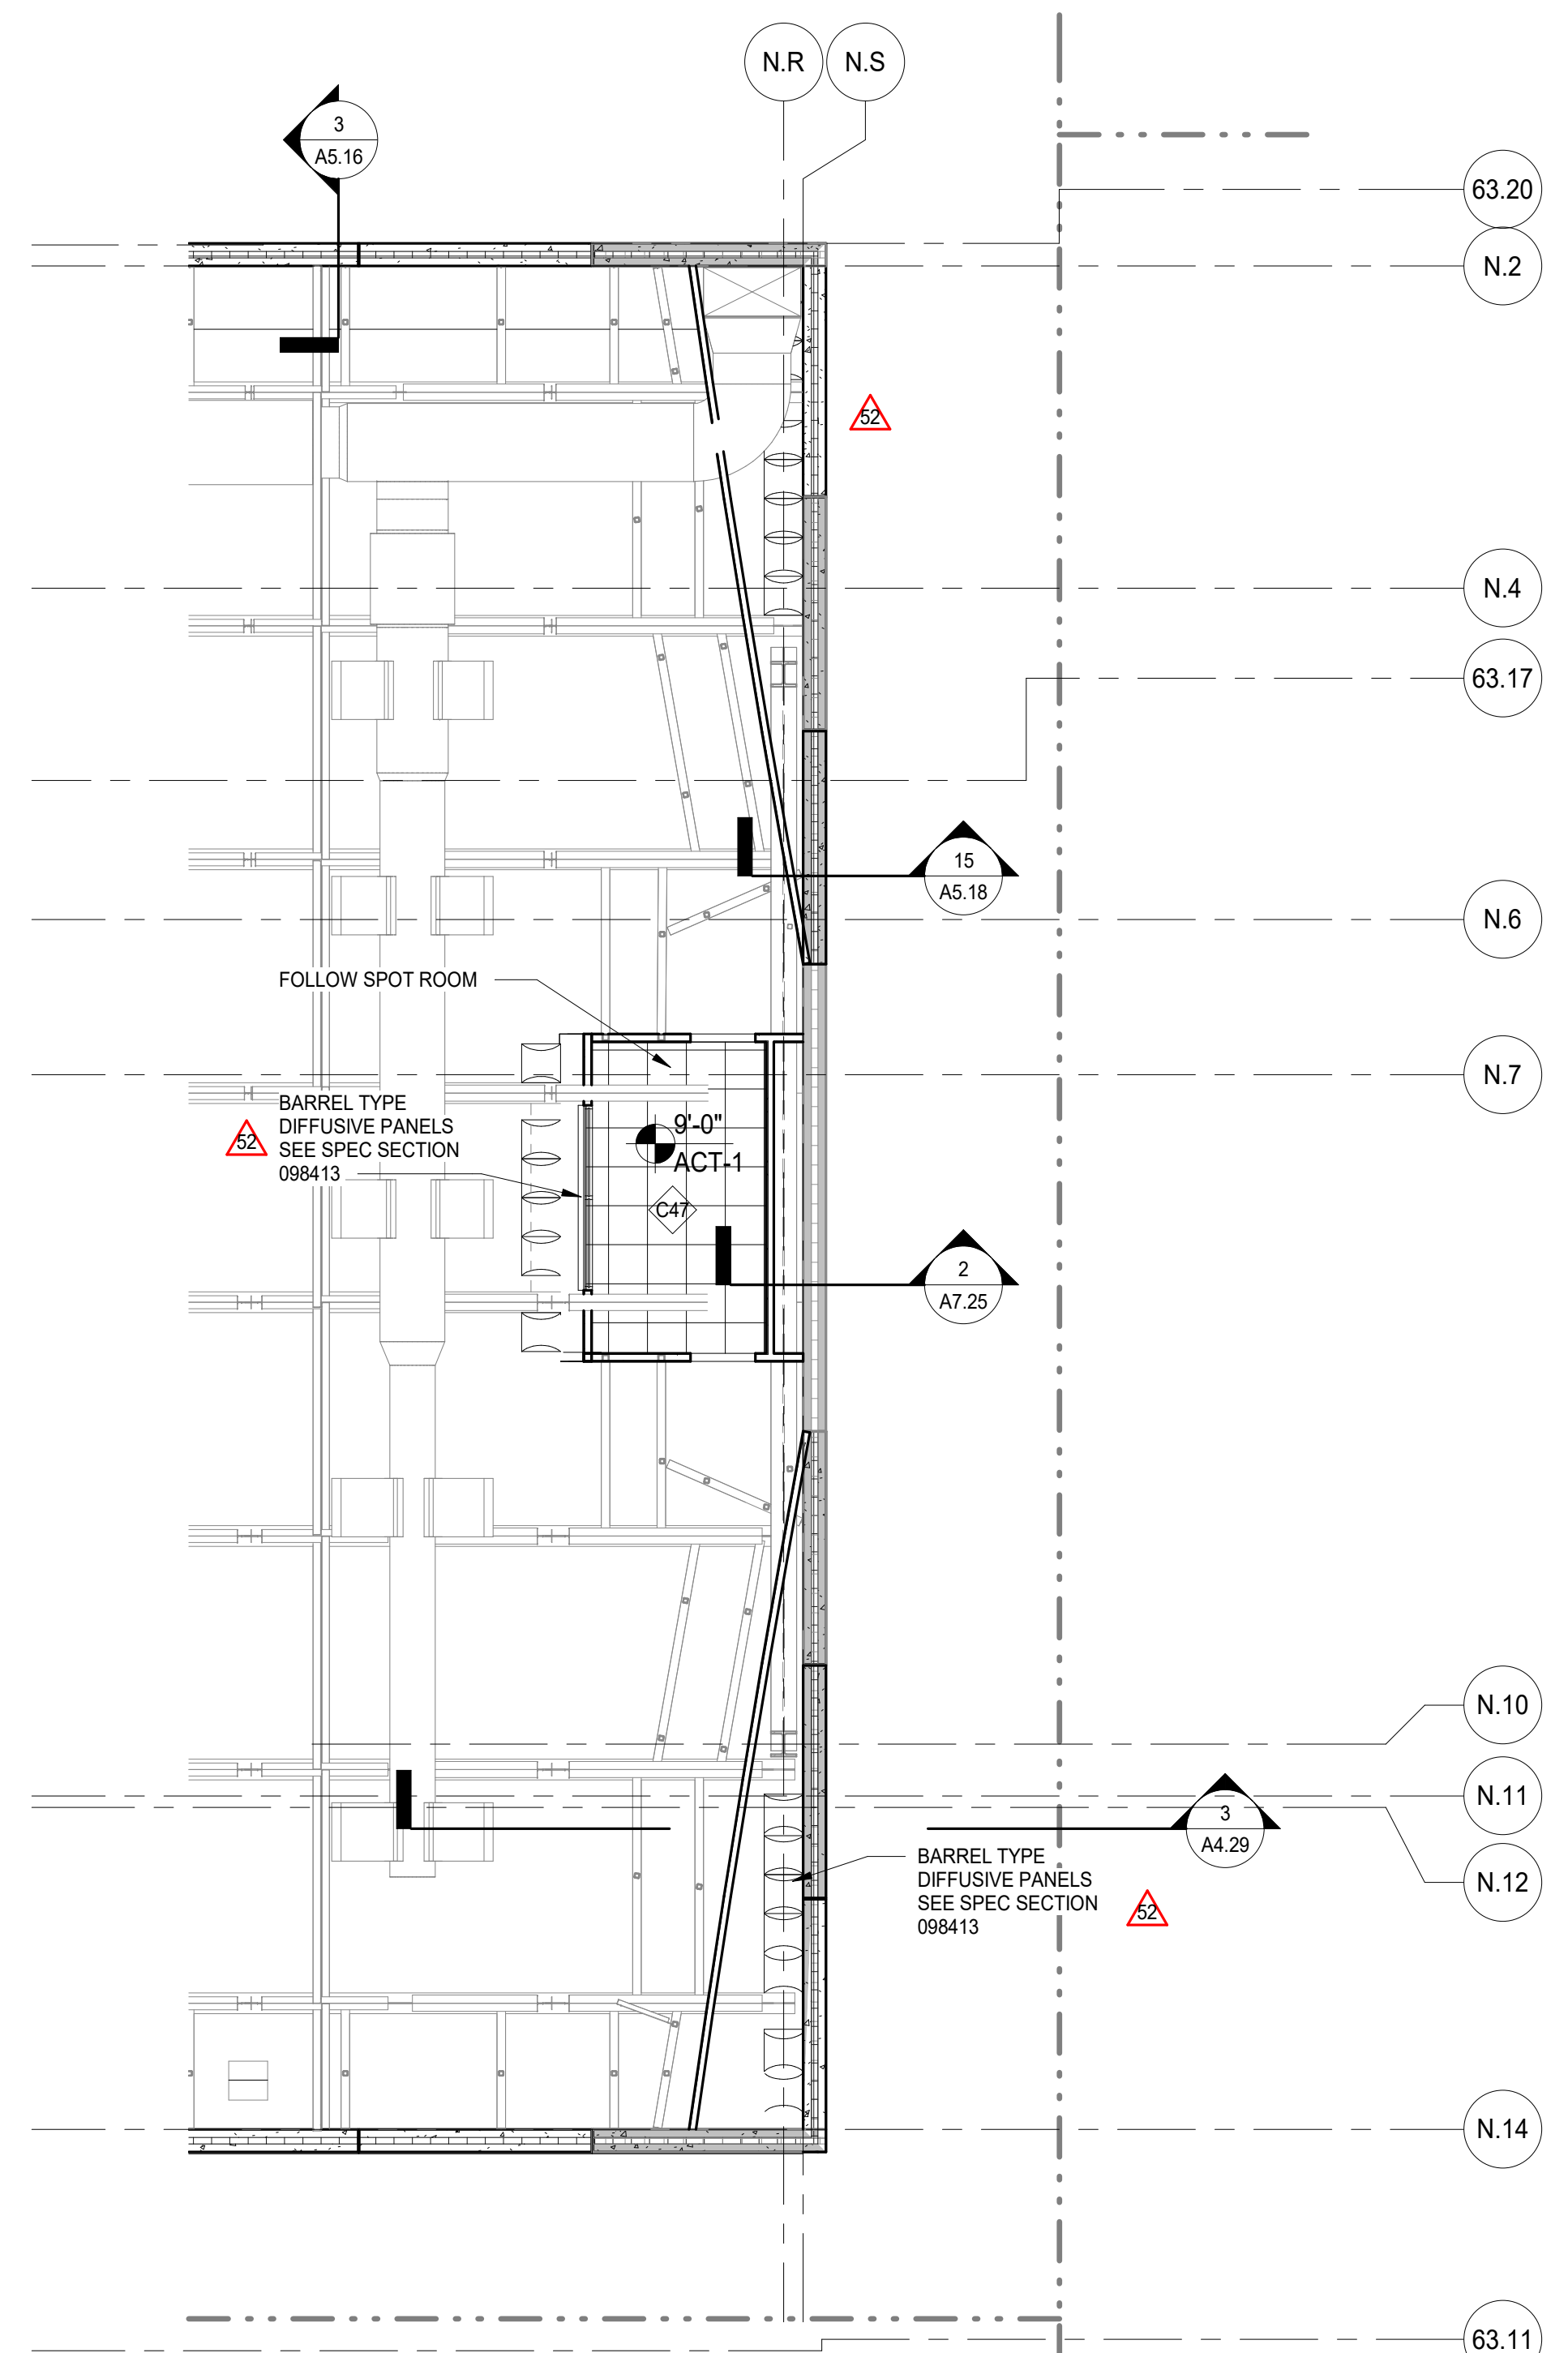 N.R
N.S
3
A5.16
63.20
N.2
52
N.4
63.17
15
A5.18
N.6
FOLLOW SPOT ROOM
N.7
BARREL TYPE
DIFFUSIVE PANELS
SEE SPEC SECTION
098413
52
9'-0"
ACT-1
C47
2
A7.25
N.10
N.11
3
A4.29
BARREL TYPE
DIFFUSIVE PANELS
SEE SPEC SECTION
098413
52
N.12
N.14
63.11